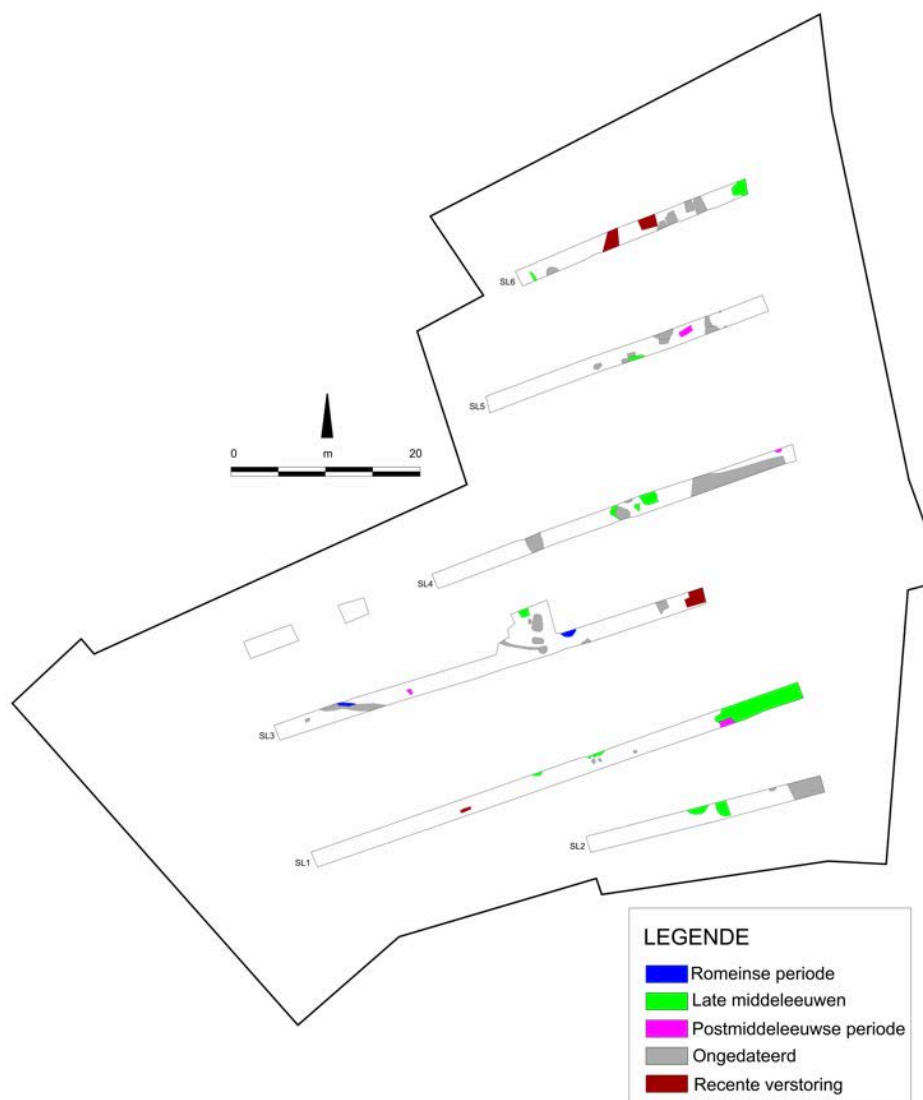 SL6
SL5
0 m 20
SL4
SL3
SL1
SL2
LEGENDE
Romeinse periode
Late middeleeuwen
Postmiddeleeuwse periode
Ongedateerd
Recente verstoring